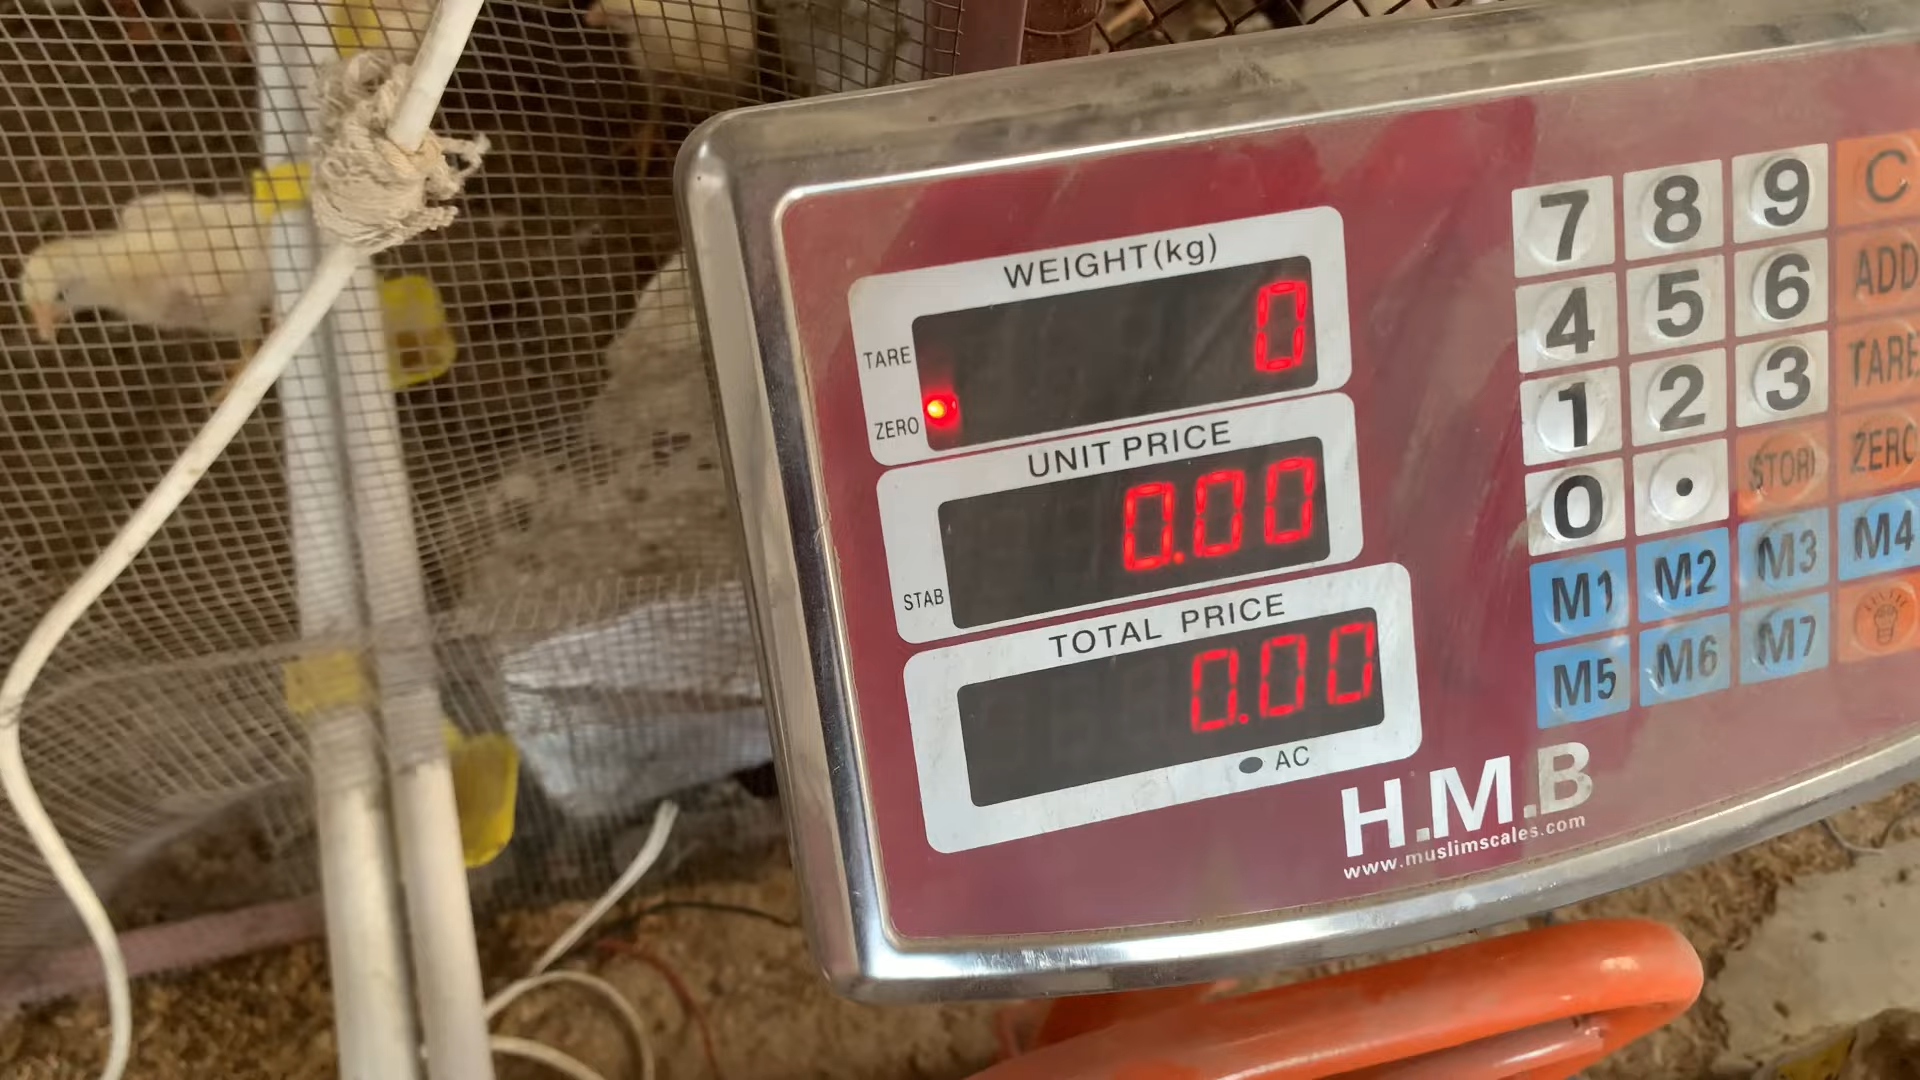 WEIGHT(kg)
0
TARE
ZERO
UNIT PRICE
0.00
STAB
TOTAL PRICE
0.00
AC
7 8 9 C
4 5 6 ADD
1 2 3 TARE
0 . ZERO
M1 M2 M3 M4
M5 M6 M7
H.M.B
www.muslimscales.com